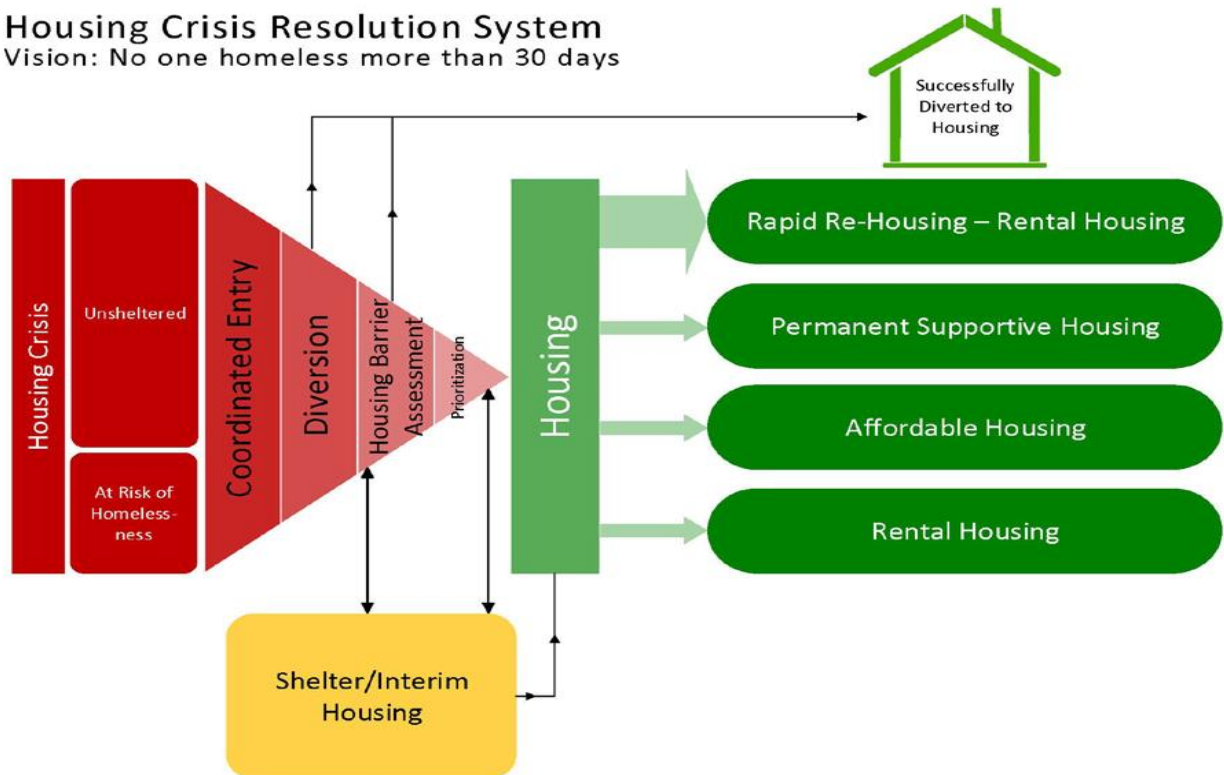 Housing Crisis Resolution System
Vision: No one homeless more than 30 days
Successfully
Diverted to
Housing
Housing Crisis
Unsheltered
At Risk of
Homeless-
ness
Coordinated Entry
Diversion
Housing Barrier
Assessment
Prioritization
Housing
Rapid Re-Housing – Rental Housing
Permanent Supportive Housing
Affordable Housing
Rental Housing
Shelter/Interim
Housing